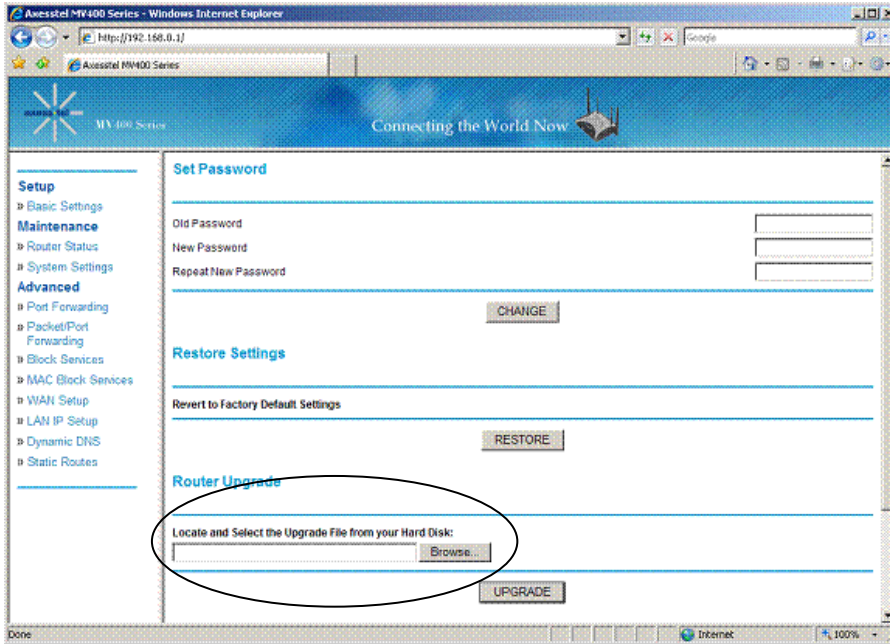 Axesstel MV400 Series - Windows Internet Explorer
http://192.168.0.1/
Google
Axesstel MV400 Series
MV 400 Series
Connecting the World Now
Setup
» Basic Settings
Maintenance
» Router Status
» System Settings
Advanced
» Port Forwarding
» Packet/Port
Forwarding
» Block Services
» MAC Block Services
» WAN Setup
» LAN IP Setup
» Dynamic DNS
» Static Routes
Set Password
Old Password
New Password
Repeat New Password
CHANGE
Restore Settings
Revert to Factory Default Settings
RESTORE
Router Upgrade
Locate and Select the Upgrade File from your Hard Disk:
Browse...
UPGRADE
Done
Internet
100%